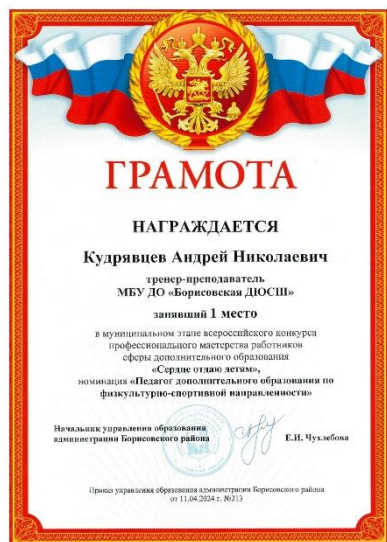 ГРАМОТА
НАГРАЖДАЕТСЯ
Кудрявцев Андрей Николаевич
тренер-преподаватель
МБУ ДО «Борисовская ДЮСШ»
занявший 1 место
в муниципальном этапе всероссийского конкурса
профессионального мастерства работников
сферы дополнительного образования
«Сердце отдаю детям»,
номинация «Педагог дополнительного образования по
физкультурно-спортивной направленности»
Начальник управления образования
администрации Борисовского района
Е.И. Чухлебова
Приказ управления образования администрации Борисовского района
от 11.04.2024 г. №213